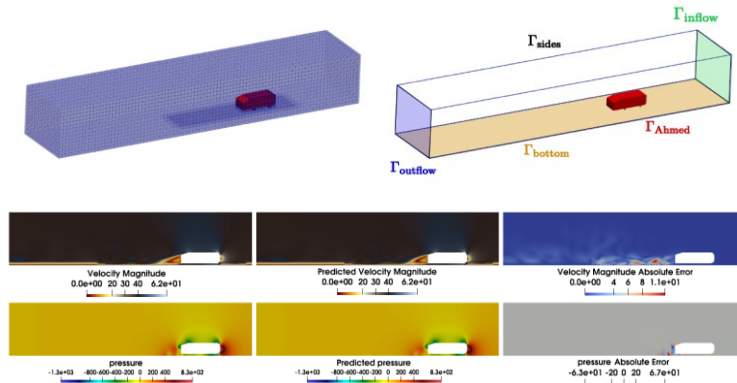 Γinflow
Γsides
ΓAhmed
Γbottom
Γoutflow
Velocity Magnitude
0.0e+00 20 30 40 6.2e+01
Predicted Velocity Magnitude
0.0e+00 20 30 40 6.2e+01
Velocity Magnitude Absolute Error
0.0e+00 4 6 8 1.1e+01
pressure
-1.3e+03 -800-600-400-200 0 200 400 8.3e+02
Predicted pressure
-1.3e+03 -800-600-400-200 0 200 400 8.3e+02
pressure Absolute Error
-6.3e+01 -20 0 20 6.7e+01